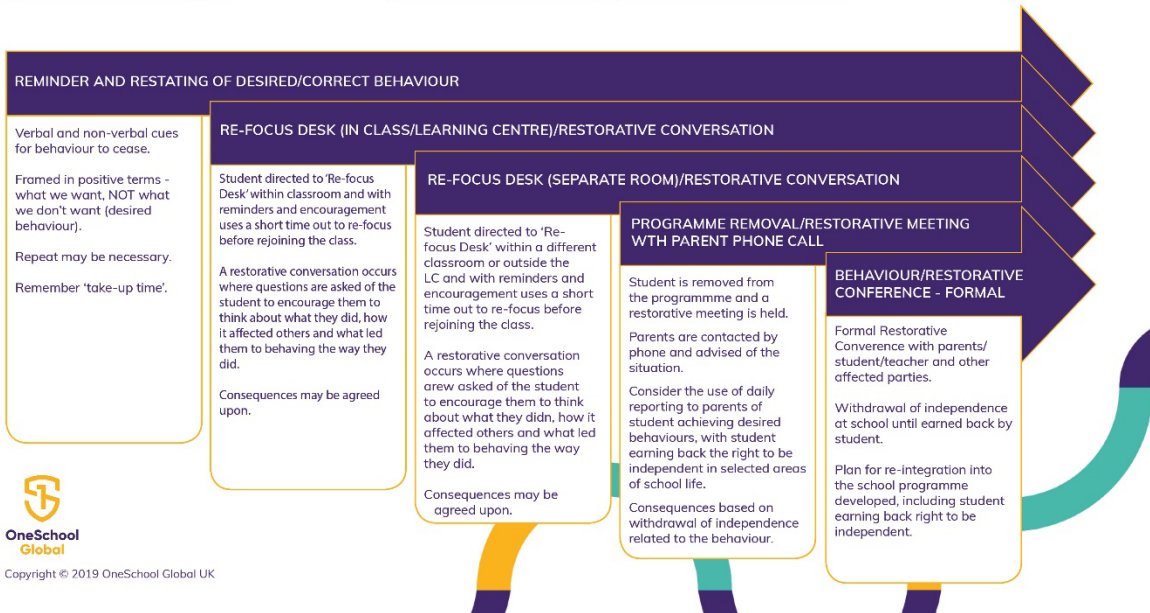 REMINDER AND RESTATING OF DESIRED/CORRECT BEHAVIOUR
Verbal and non-verbal cues
for behaviour to cease.
Framed in positive terms -
what we want, NOT what
we don't want (desired
behaviour).
Repeat may be necessary.
Remember 'take-up time'.
RE-FOCUS DESK (IN CLASS/LEARNING CENTRE)/RESTORATIVE CONVERSATION
Student directed to 'Re-focus
Desk' within classroom and with
reminders and encouragement
uses a short time out to re-focus
before rejoining the class.
A restorative conversation occurs
where questions are asked of the
student to encourage them to
think about what they did, how
it affected others and what led
them to behaving the way they
did.
Consequences may be agreed
upon.
RE-FOCUS DESK (SEPARATE ROOM)/RESTORATIVE CONVERSATION
Student directed to 'Re-
focus Desk' within a different
classroom or outside the
LC and with reminders and
encouragement uses a short
time out to re-focus before
rejoining the class.
A restorative conversation
occurs where questions
arew asked of the student
to encourage them to think
about what they didn, how it
affected others and what led
them to behaving the way
they did.
Consequences may be
agreed upon.
PROGRAMME REMOVAL/RESTORATIVE MEETING
WTH PARENT PHONE CALL
Student is removed from
the programmme and a
restorative meeting is held.
Parents are contacted by
phone and advised of the
situation.
Consider the use of daily
reporting to parents of
student achieving desired
behaviours, with student
earning back the right to be
independent in selected areas
of school life.
Consequences based on
withdrawal of independence
related to the behaviour.
BEHAVIOUR/RESTORATIVE
CONFERENCE - FORMAL
Formal Restorative
Converence with parents/
student/teacher and other
affected parties.
Withdrawal of independence
at school until earned back by
student.
Plan for re-integration into
the school programme
developed, including student
earning back right to be
independent.
OneSchool
Global
Copyright © 2019 OneSchool Global UK